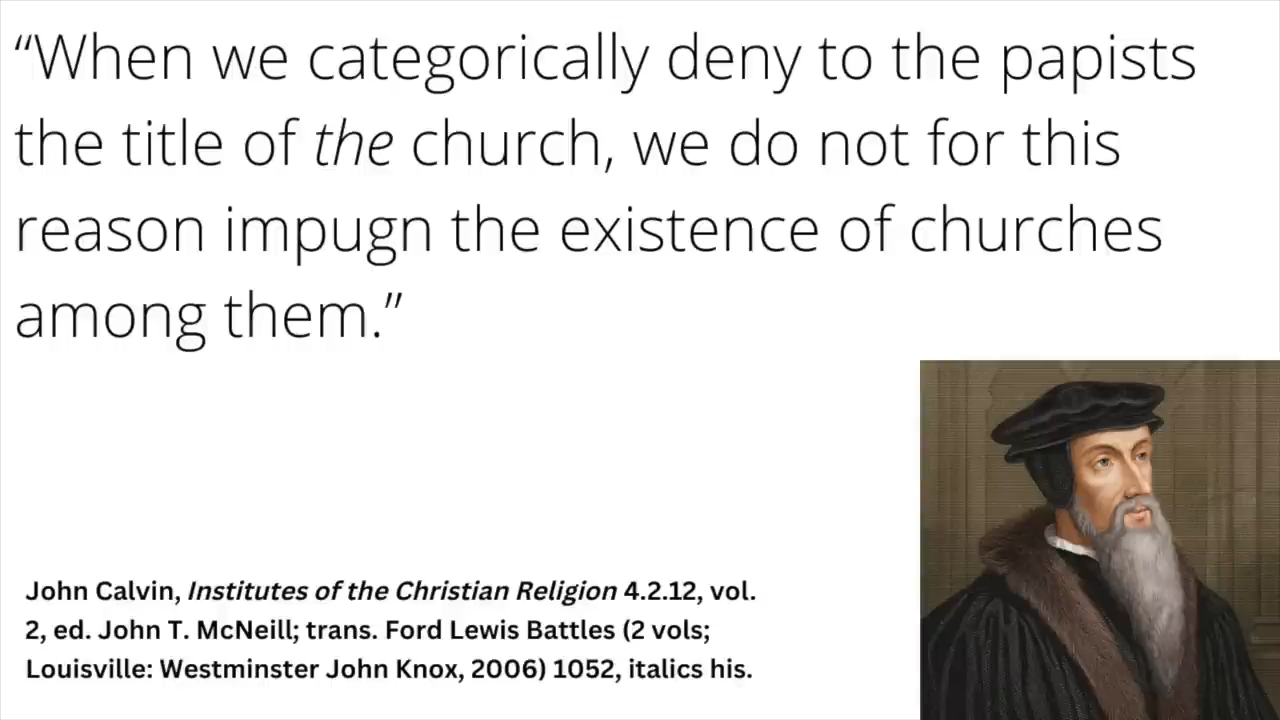 “When we categorically deny to the papists
the title of the church, we do not for this
reason impugn the existence of churches
among them.”
John Calvin, Institutes of the Christian Religion 4.2.12, vol.
2, ed. John T. McNeill; trans. Ford Lewis Battles (2 vols;
Louisville: Westminster John Knox, 2006) 1052, italics his.